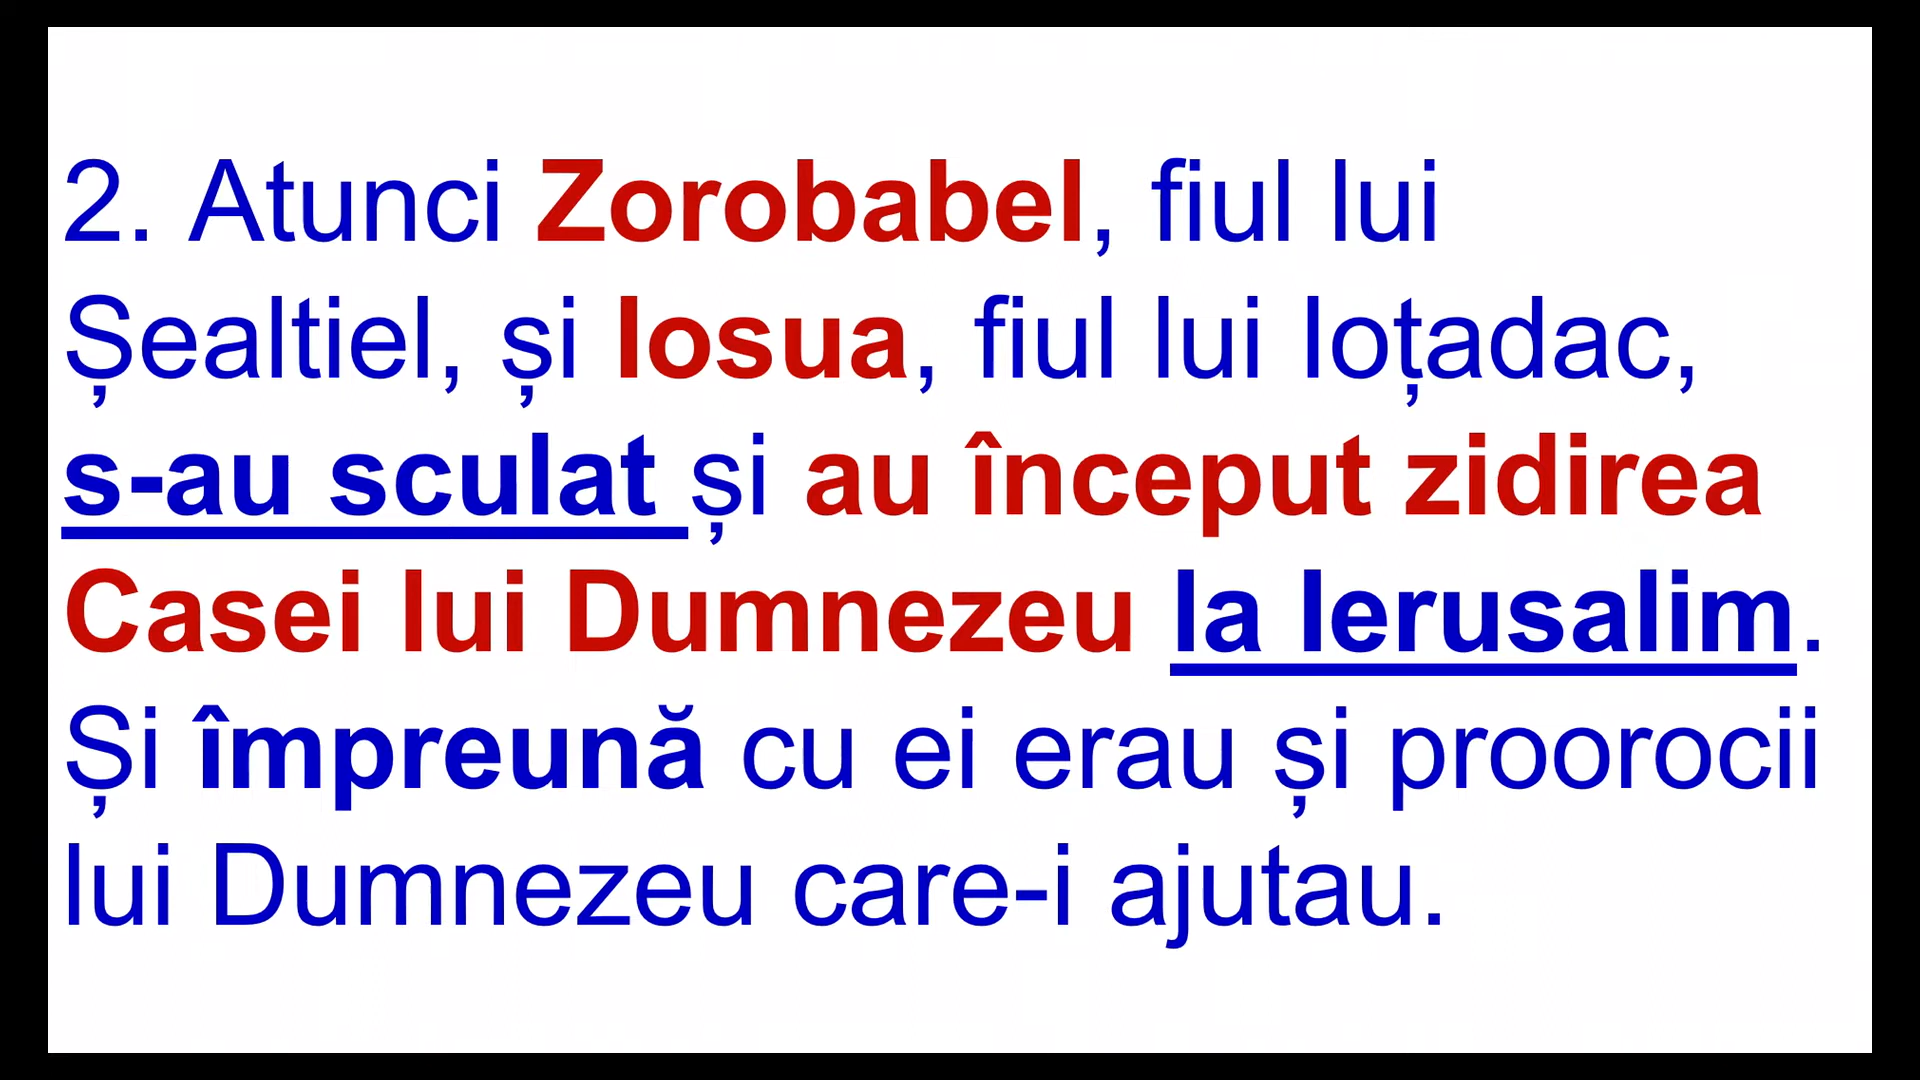 2. Atunci Zorobabel, fiul lui
Șealtiel, și Iosua, fiul lui Ioțadac,
s-au sculat și au început zidirea
Casei lui Dumnezeu la Ierusalim.
Și împreună cu ei erau și proorocii
lui Dumnezeu care-i ajutau.